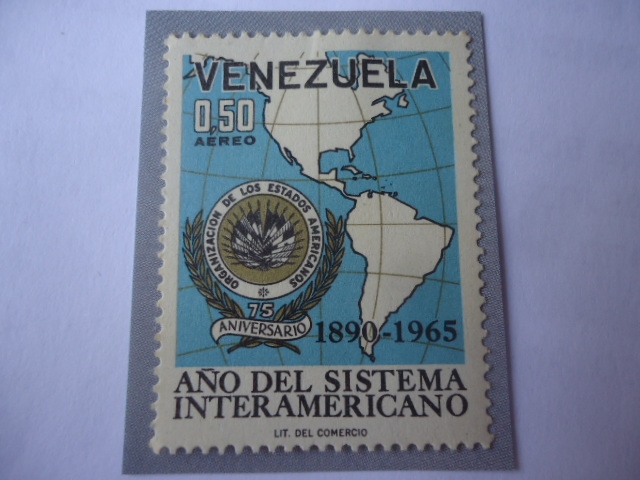 VENEZUELA
0,50
AEREO
ORGANIZACION DE LOS ESTADOS AMERICANOS
75
ANIVERSARIO
1890-1965
AÑO DEL SISTEMA
INTERAMERICANO
LIT. DEL COMERCIO